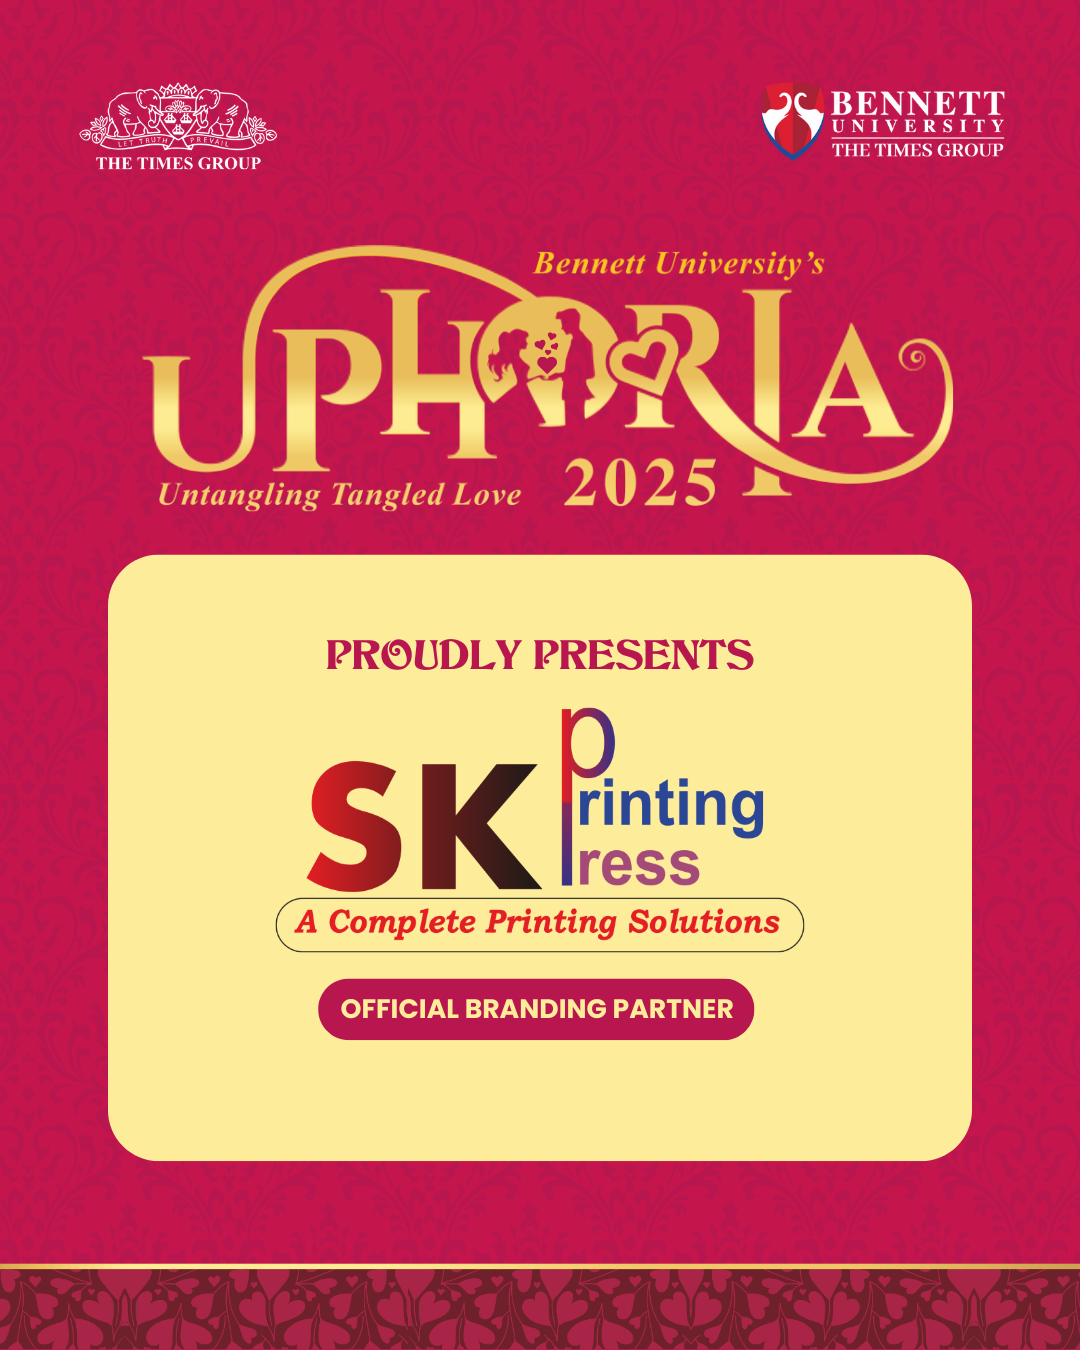 LET TRUTH PREVAIL
THE TIMES GROUP
BENNETT
UNIVERSITY
THE TIMES GROUP
Bennett University's
UPHORIA
Untangling Tangled Love
2025
PROUDLY PRESENTS
SK Printing
Press
A Complete Printing Solutions
OFFICIAL BRANDING PARTNER